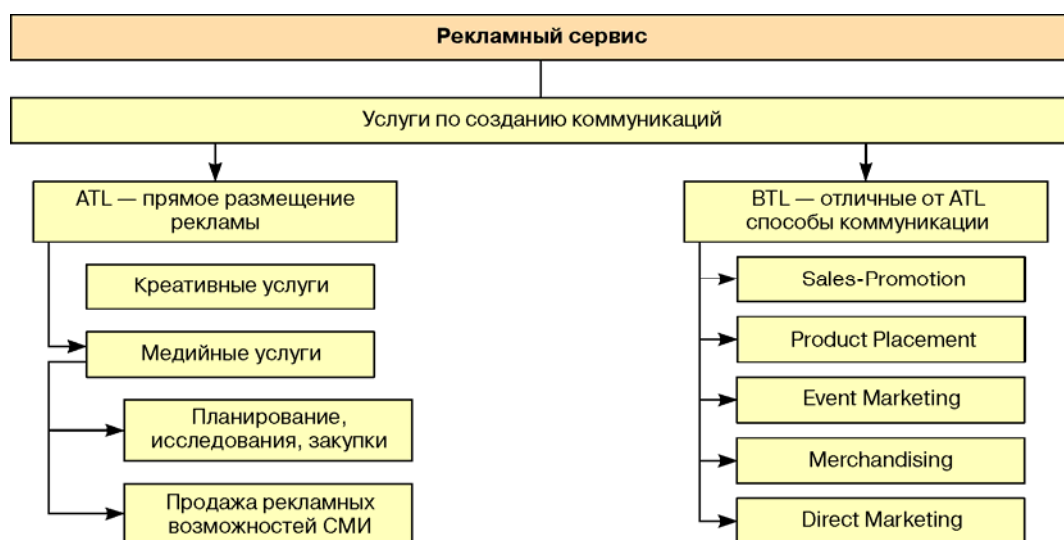 Рекламный сервис
Услуги по созданию коммуникаций
ATL — прямое размещение
рекламы
Креативные услуги
Медийные услуги
Планирование,
исследования, закупки
Продажа рекламных
возможностей СМИ
BTL — отличные от ATL
способы коммуникации
Sales-Promotion
Product Placement
Event Marketing
Merchandising
Direct Marketing